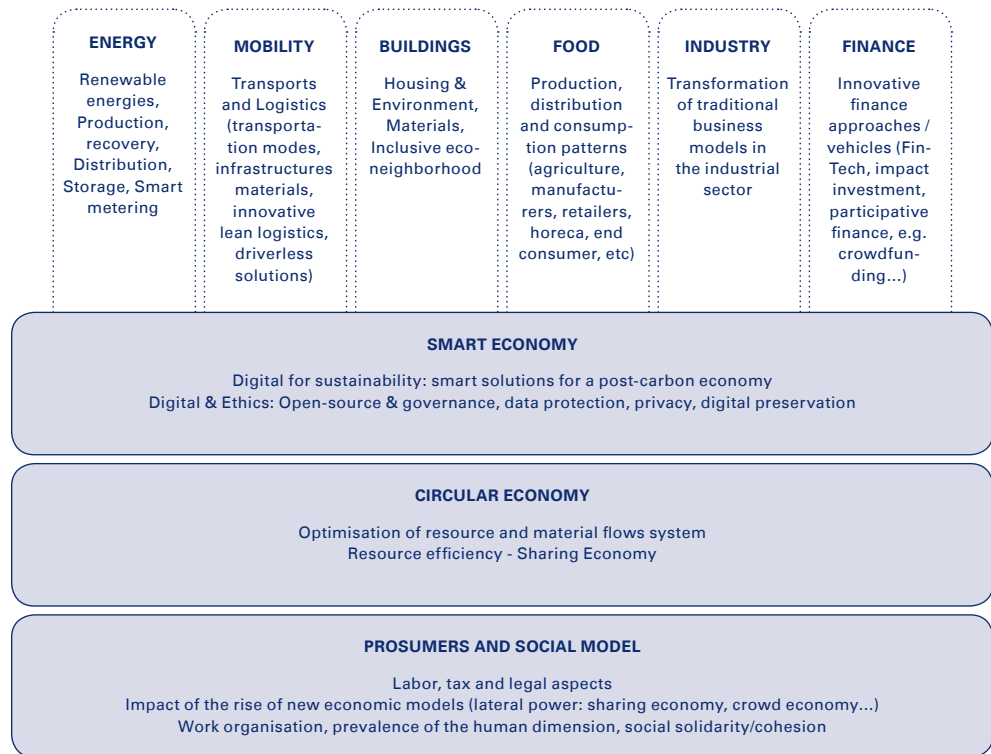 ENERGY
Renewable
energies,
Production,
recovery,
Distribution,
Storage, Smart
metering
MOBILITY
Transports
and Logistics
(transporta-
tion modes,
infrastructures
materials,
innovative
lean logistics,
driverless
solutions)
BUILDINGS
Housing &
Environment,
Materials,
Inclusive eco-
neighborhood
FOOD
Production,
distribution
and consump-
tion patterns
(agriculture,
manufactu-
rers, retailers,
horeca, end
consumer, etc)
INDUSTRY
Transformation
of traditional
business
models in
the industrial
sector
FINANCE
Innovative
finance
approaches /
vehicles (Fin-
Tech, impact
investment,
participative
finance, e.g.
crowdfun-
ding...)
SMART ECONOMY
Digital for sustainability: smart solutions for a post-carbon economy
Digital & Ethics: Open-source & governance, data protection, privacy, digital preservation
CIRCULAR ECONOMY
Optimisation of resource and material flows system
Resource efficiency - Sharing Economy
PROSUMERS AND SOCIAL MODEL
Labor, tax and legal aspects
Impact of the rise of new economic models (lateral power: sharing economy, crowd economy...)
Work organisation, prevalence of the human dimension, social solidarity/cohesion